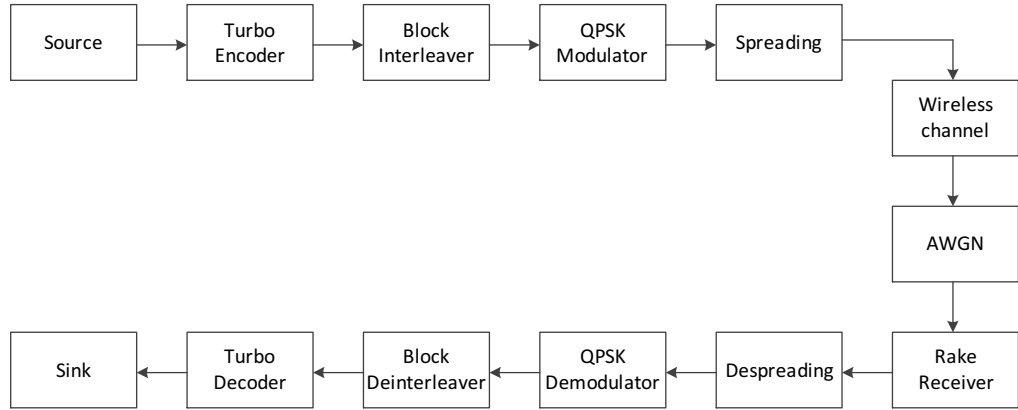 Source
Turbo
Encoder
Block
Interleaver
QPSK
Modulator
Spreading
Wireless
channel
AWGN
Rake
Receiver
Despreading
QPSK
Demodulator
Block
Deinterleaver
Turbo
Decoder
Sink